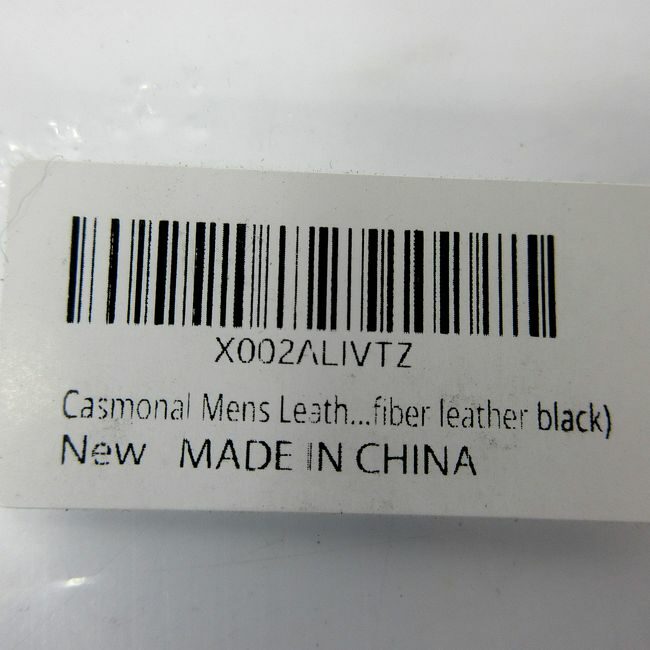 X002ALIVTZ
Casmonal Mens Leath...fiber leather black)
New MADE IN CHINA